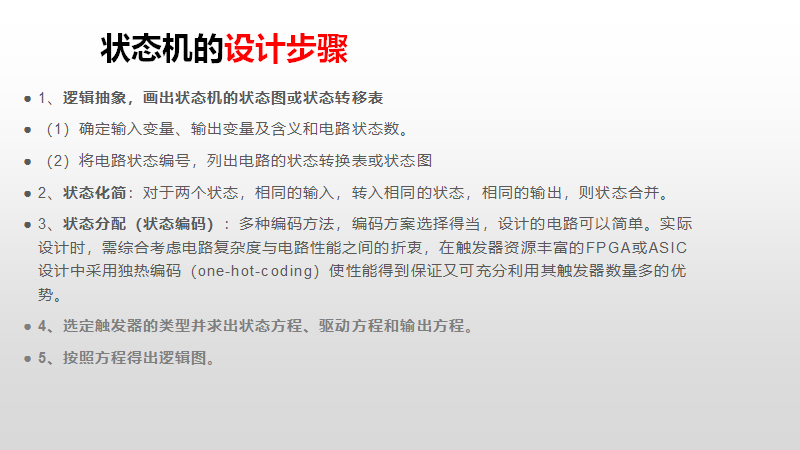 状态机的设计步骤
● 1、逻辑抽象，画出状态机的状态图或状态转移表
● （1）确定输入变量、输出变量及含义和电路状态数。
● （2）将电路状态编号，列出电路的状态转换表或状态图
● 2、状态化简：对于两个状态，相同的输入，转入相同的状态，相同的输出，则状态合并。
● 3、状态分配（状态编码）：多种编码方法，编码方案选择得当，设计的电路可以简单。实际
设计时，需综合考虑电路复杂度与电路性能之间的折衷，在触发器资源丰富的FPGA或ASIC
设计中采用独热编码（one-hot-coding）使性能得到保证又可充分利用其触发器数量多的优
势。
● 4、选定触发器的类型并求出状态方程、驱动方程和输出方程。
● 5、按照方程得出逻辑图。